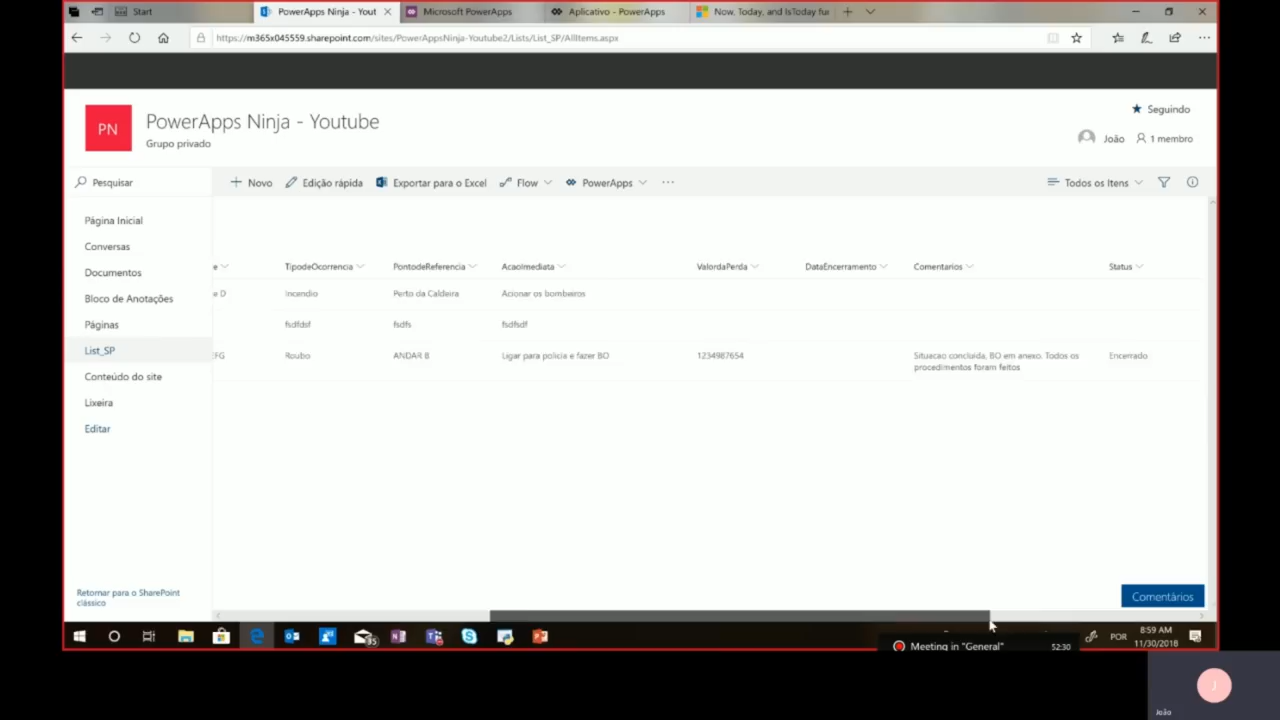 Start
PowerApps Ninja - Yout
Microsoft PowerApps
Aplicativo - PowerApps
Now, Today, and IsToday fu
https://m365x045559.sharepoint.com/sites/PowerAppsNinja-Youtube2/Lists/List_SP/AllItems.aspx
PN
PowerApps Ninja - Youtube
Grupo privado
Seguindo
João
1 membro
Pesquisar
Novo
Edição rápida
Exportar para o Excel
Flow
PowerApps
Todos os Itens
Página Inicial
Conversas
Documentos
Bloco de Anotações
Páginas
List_SP
Conteúdo do site
Lixeira
Editar
e TipodeOcorrencia PontodeReferencia AcaoImediata ValordaPerda DataEncerramento Comentarios Status
e D Incendio Perto da Caldeira Acionar os bombeiros
fsdfdsf fsdfs fsdfsdf
EFG Roubo ANDAR 8 Ligar para policia e fazer BO 1234987654 Situacao concluida, BO em anexo. Todos os Encerrado
procedimentos foram feitos
Retornar para o SharePoint
clássico
Comentários
35
POR
8:59 AM
11/30/2018
Meeting in "General"
52:30
J
João